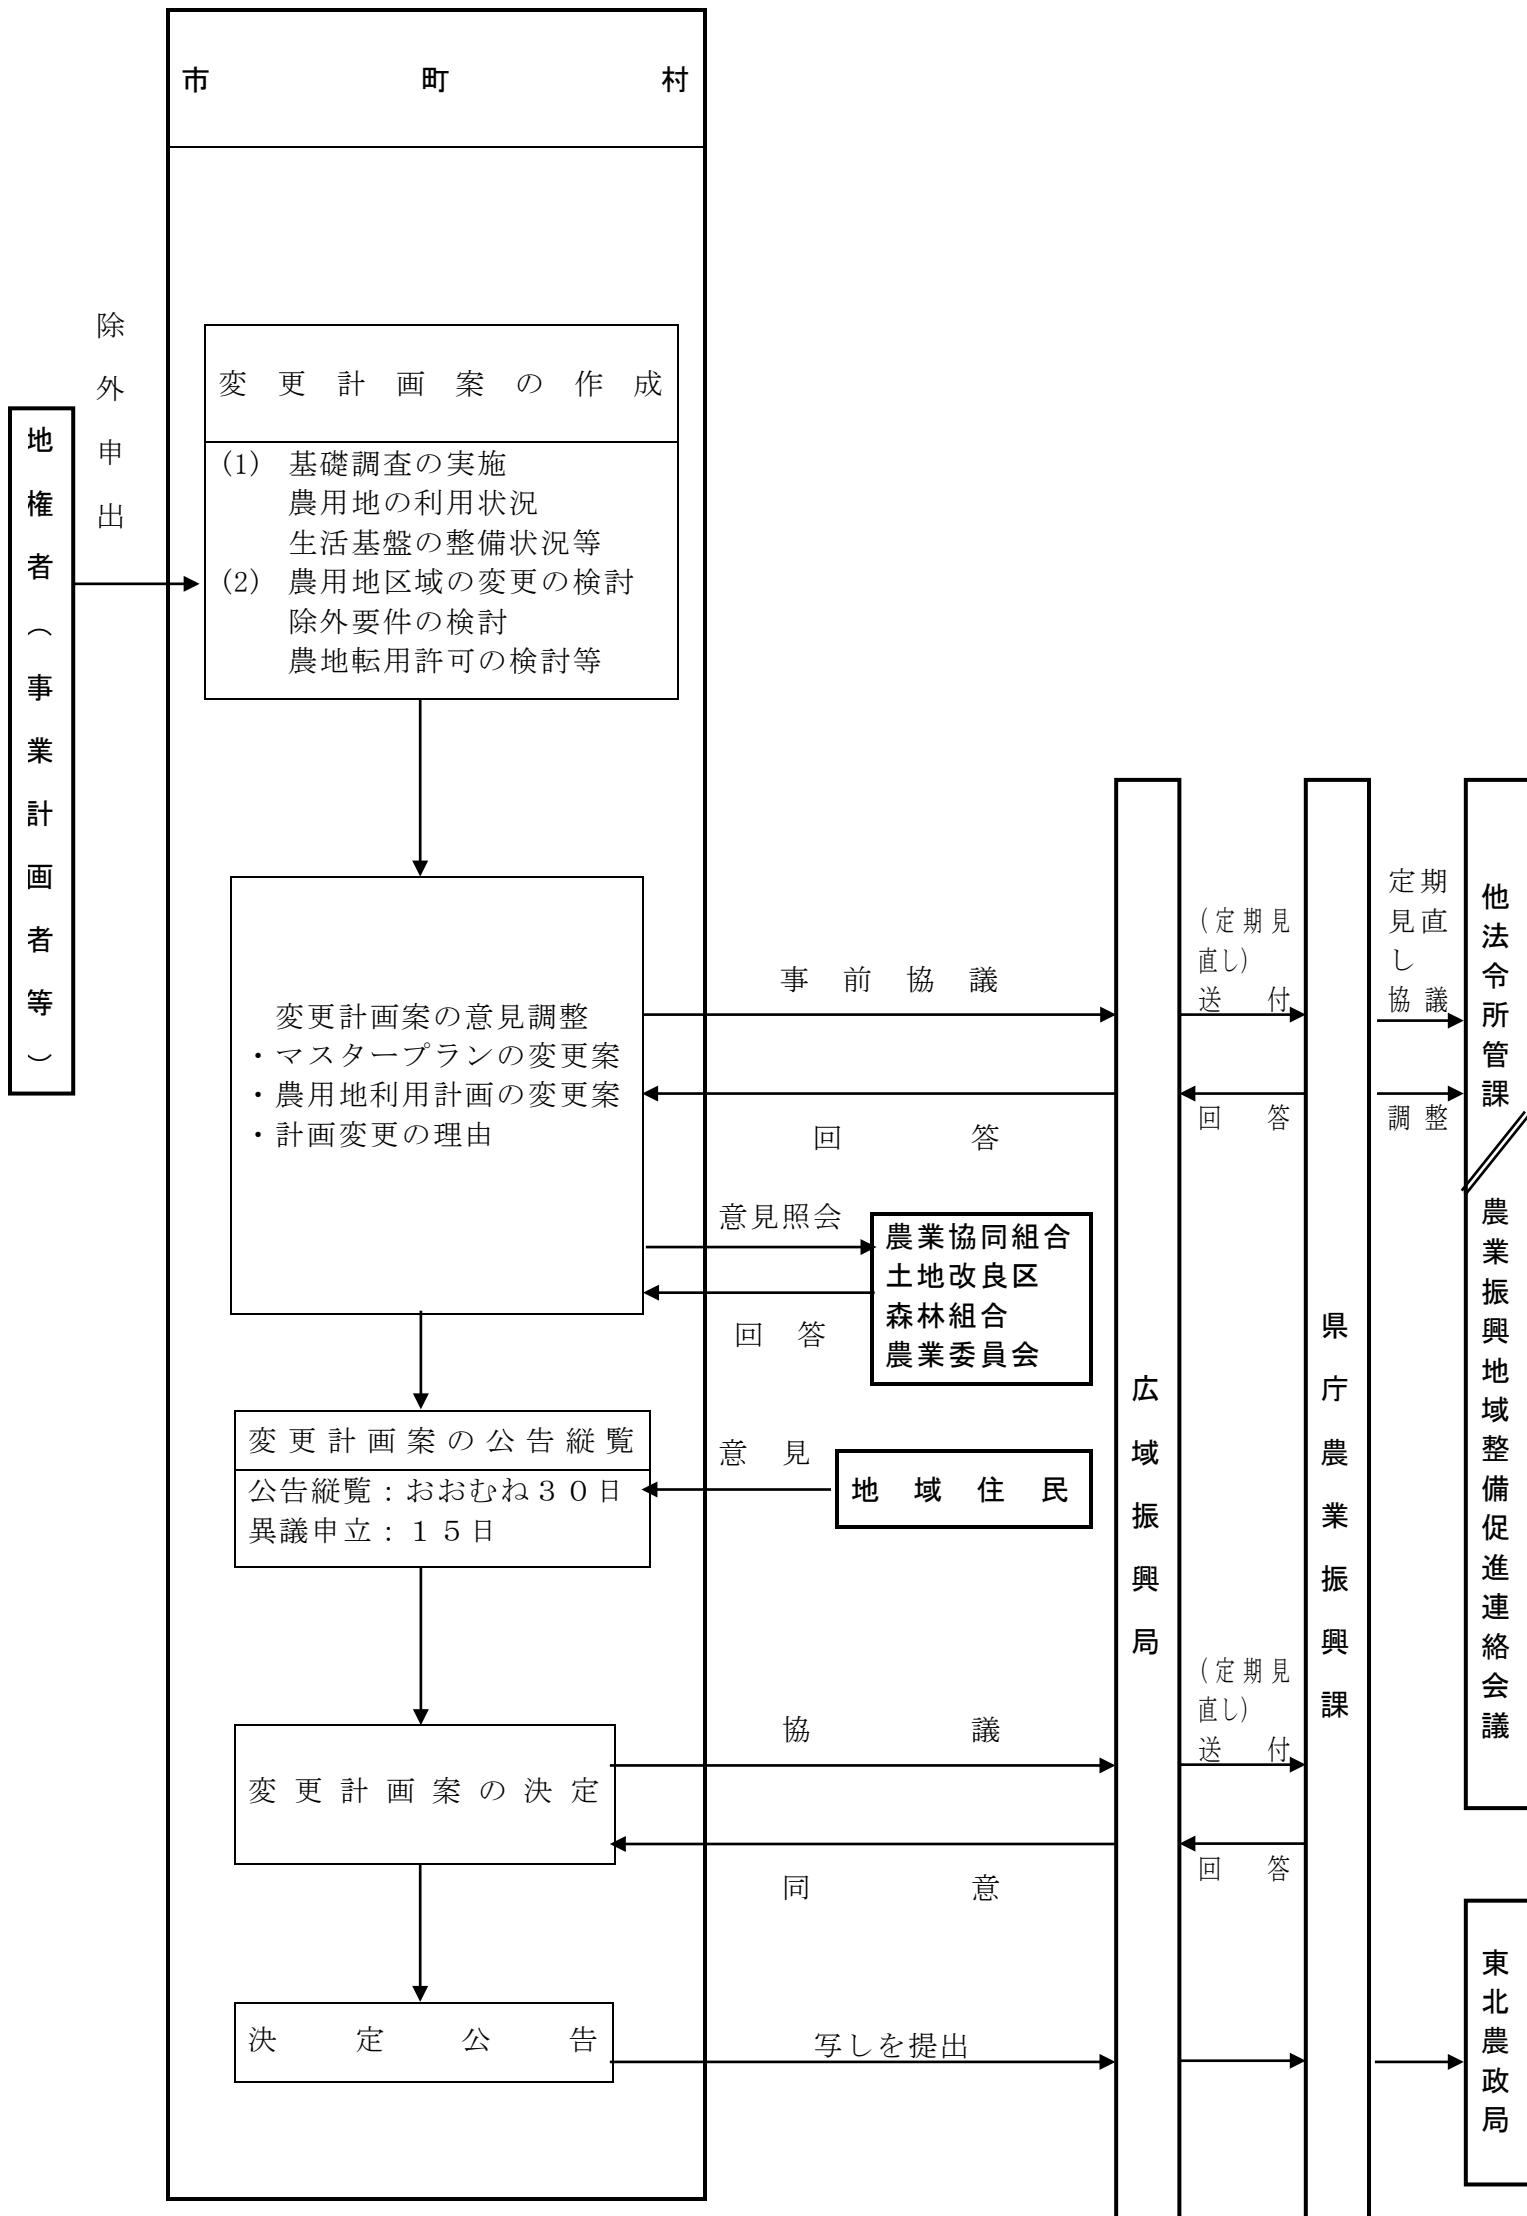 市町村
除外申出
地権者（事業計画者等）
変更計画案の作成
(1) 基礎調査の実施
農用地の利用状況
生活基盤の整備状況等
(2) 農用地区域の変更の検討
除外要件の検討
農地転用許可の検討等
変更計画案の意見調整
・マスタープランの変更案
・農用地利用計画の変更案
・計画変更の理由
事前協議
回答
(定期見
直し)
送付
回答
定期
見直
し
協議
調整
他法令所管課
農業振興地域整備促進連絡会議
意見照会
回答
農業協同組合
土地改良区
森林組合
農業委員会
広域振興局
県庁農業振興課
変更計画案の公告縦覧
公告縦覧：おおむね３０日
異議申立：１５日
意見
地域住民
変更計画案の決定
協議
同意
(定期見
直し)
送付
回答
決定公告
写しを提出
東北農政局